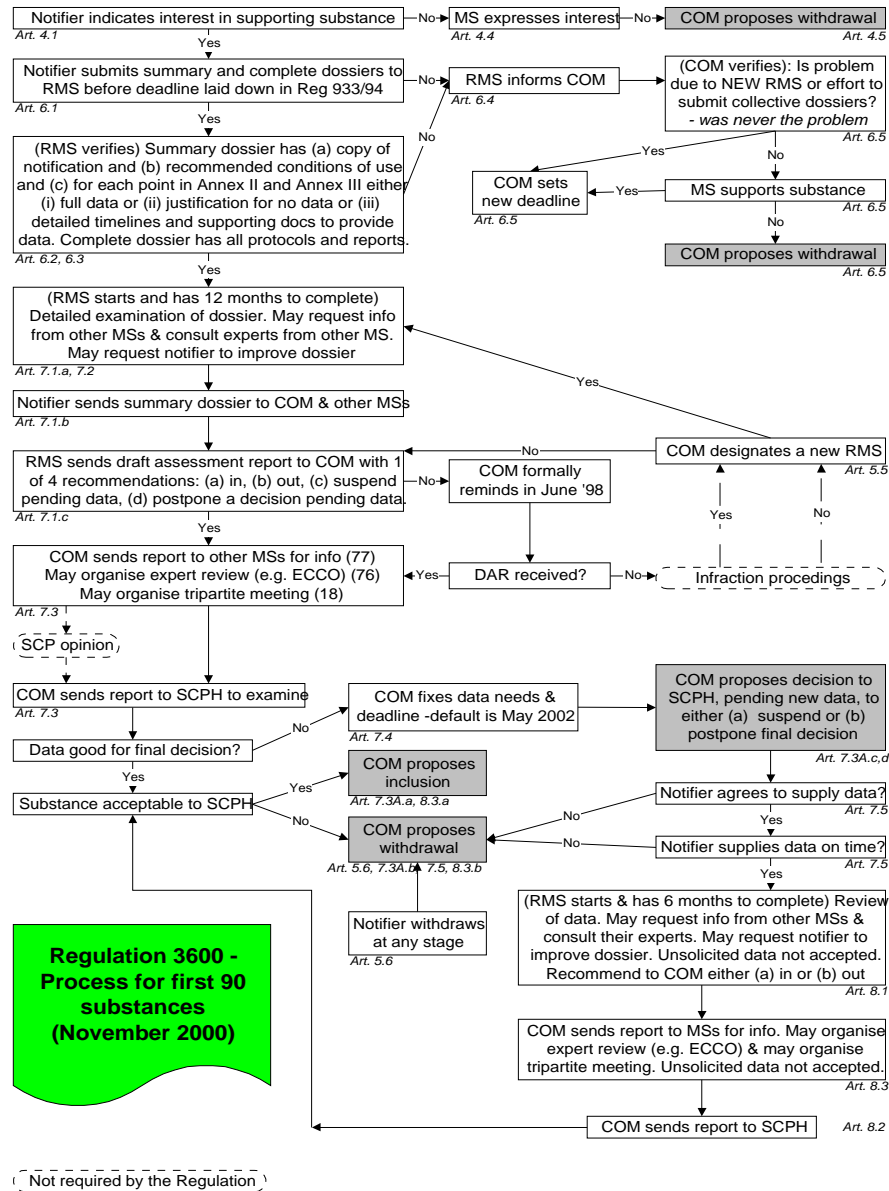 Notifier indicates interest in supporting substance
Art. 4.1
No
MS expresses interest
Art. 4.4
No
COM proposes withdrawal
Art. 4.5
Yes
Notifier submits summary and complete dossiers to
RMS before deadline laid down in Reg 933/94
Art. 6.1
No
RMS informs COM
Art. 6.4
(COM verifies): Is problem
due to NEW RMS or effort to
submit collective dossiers?
- was never the problem
Art. 6.5
Yes
No
(RMS verifies) Summary dossier has (a) copy of
notification and (b) recommended conditions of use
and (c) for each point in Annex II and Annex III either
(i) full data or (ii) justification for no data or (iii)
detailed timelines and supporting docs to provide
data. Complete dossier has all protocols and reports.
Art. 6.2, 6.3
Yes
No
COM sets
new deadline
Art. 6.5
Yes
MS supports substance
Art. 6.5
No
COM proposes withdrawal
Art. 6.5
Yes
(RMS starts and has 12 months to complete)
Detailed examination of dossier. May request info
from other MSs & consult experts from other MS.
May request notifier to improve dossier
Art. 7.1.a, 7.2
Yes
Notifier sends summary dossier to COM & other MSs
Art. 7.1.b
RMS sends draft assessment report to COM with 1
of 4 recommendations: (a) in, (b) out, (c) suspend
pending data, (d) postpone a decision pending data.
Art. 7.1.c
No
COM designates a new RMS
Art. 5.5
No
COM formally
reminds in June '98
Yes
No
Yes
COM sends report to other MSs for info (77)
May organise expert review (e.g. ECCO) (76)
May organise tripartite meeting (18)
Art. 7.3
Yes
DAR received?
No
Infraction procedings
SCP opinion
COM sends report to SCPH to examine
Art. 7.3
No
COM fixes data needs &
deadline -default is May 2002
Art. 7.4
COM proposes decision to
SCPH, pending new data, to
either (a) suspend or (b)
postpone final decision
Art. 7.3A.c,d
Data good for final decision?
Yes
Substance acceptable to SCPH
Yes
COM proposes
inclusion
Art. 7.3A.a, 8.3.a
No
COM proposes
withdrawal
Art. 5.6, 7.3A.b, 7.5, 8.3.b
Notifier agrees to supply data?
Art. 7.5
No
Yes
Notifier supplies data on time?
Art. 7.5
No
Yes
Notifier withdraws
at any stage
Art. 5.6
(RMS starts & has 6 months to complete) Review
of data. May request info from other MSs &
consult their experts. May request notifier to
improve dossier. Unsolicited data not accepted.
Recommend to COM either (a) in or (b) out
Art. 8.1
Regulation 3600 -
Process for first 90
substances
(November 2000)
COM sends report to MSs for info. May organise
expert review (e.g. ECCO) & may organise
tripartite meeting. Unsolicited data not accepted.
Art. 8.3
COM sends report to SCPH
Art. 8.2
Not required by the Regulation